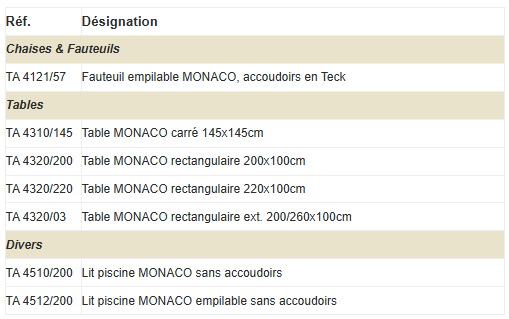 Réf. Désignation
Chaises & Fauteuils
TA 4121/57 Fauteuil empilable MONACO, accoudoirs en Teck
Tables
TA 4310/145 Table MONACO carré 145x145cm
TA 4320/200 Table MONACO rectangulaire 200x100cm
TA 4320/220 Table MONACO rectangulaire 220x100cm
TA 4320/03 Table MONACO rectangulaire ext. 200/260x100cm
Divers
TA 4510/200 Lit piscine MONACO sans accoudoirs
TA 4512/200 Lit piscine MONACO empilable sans accoudoirs